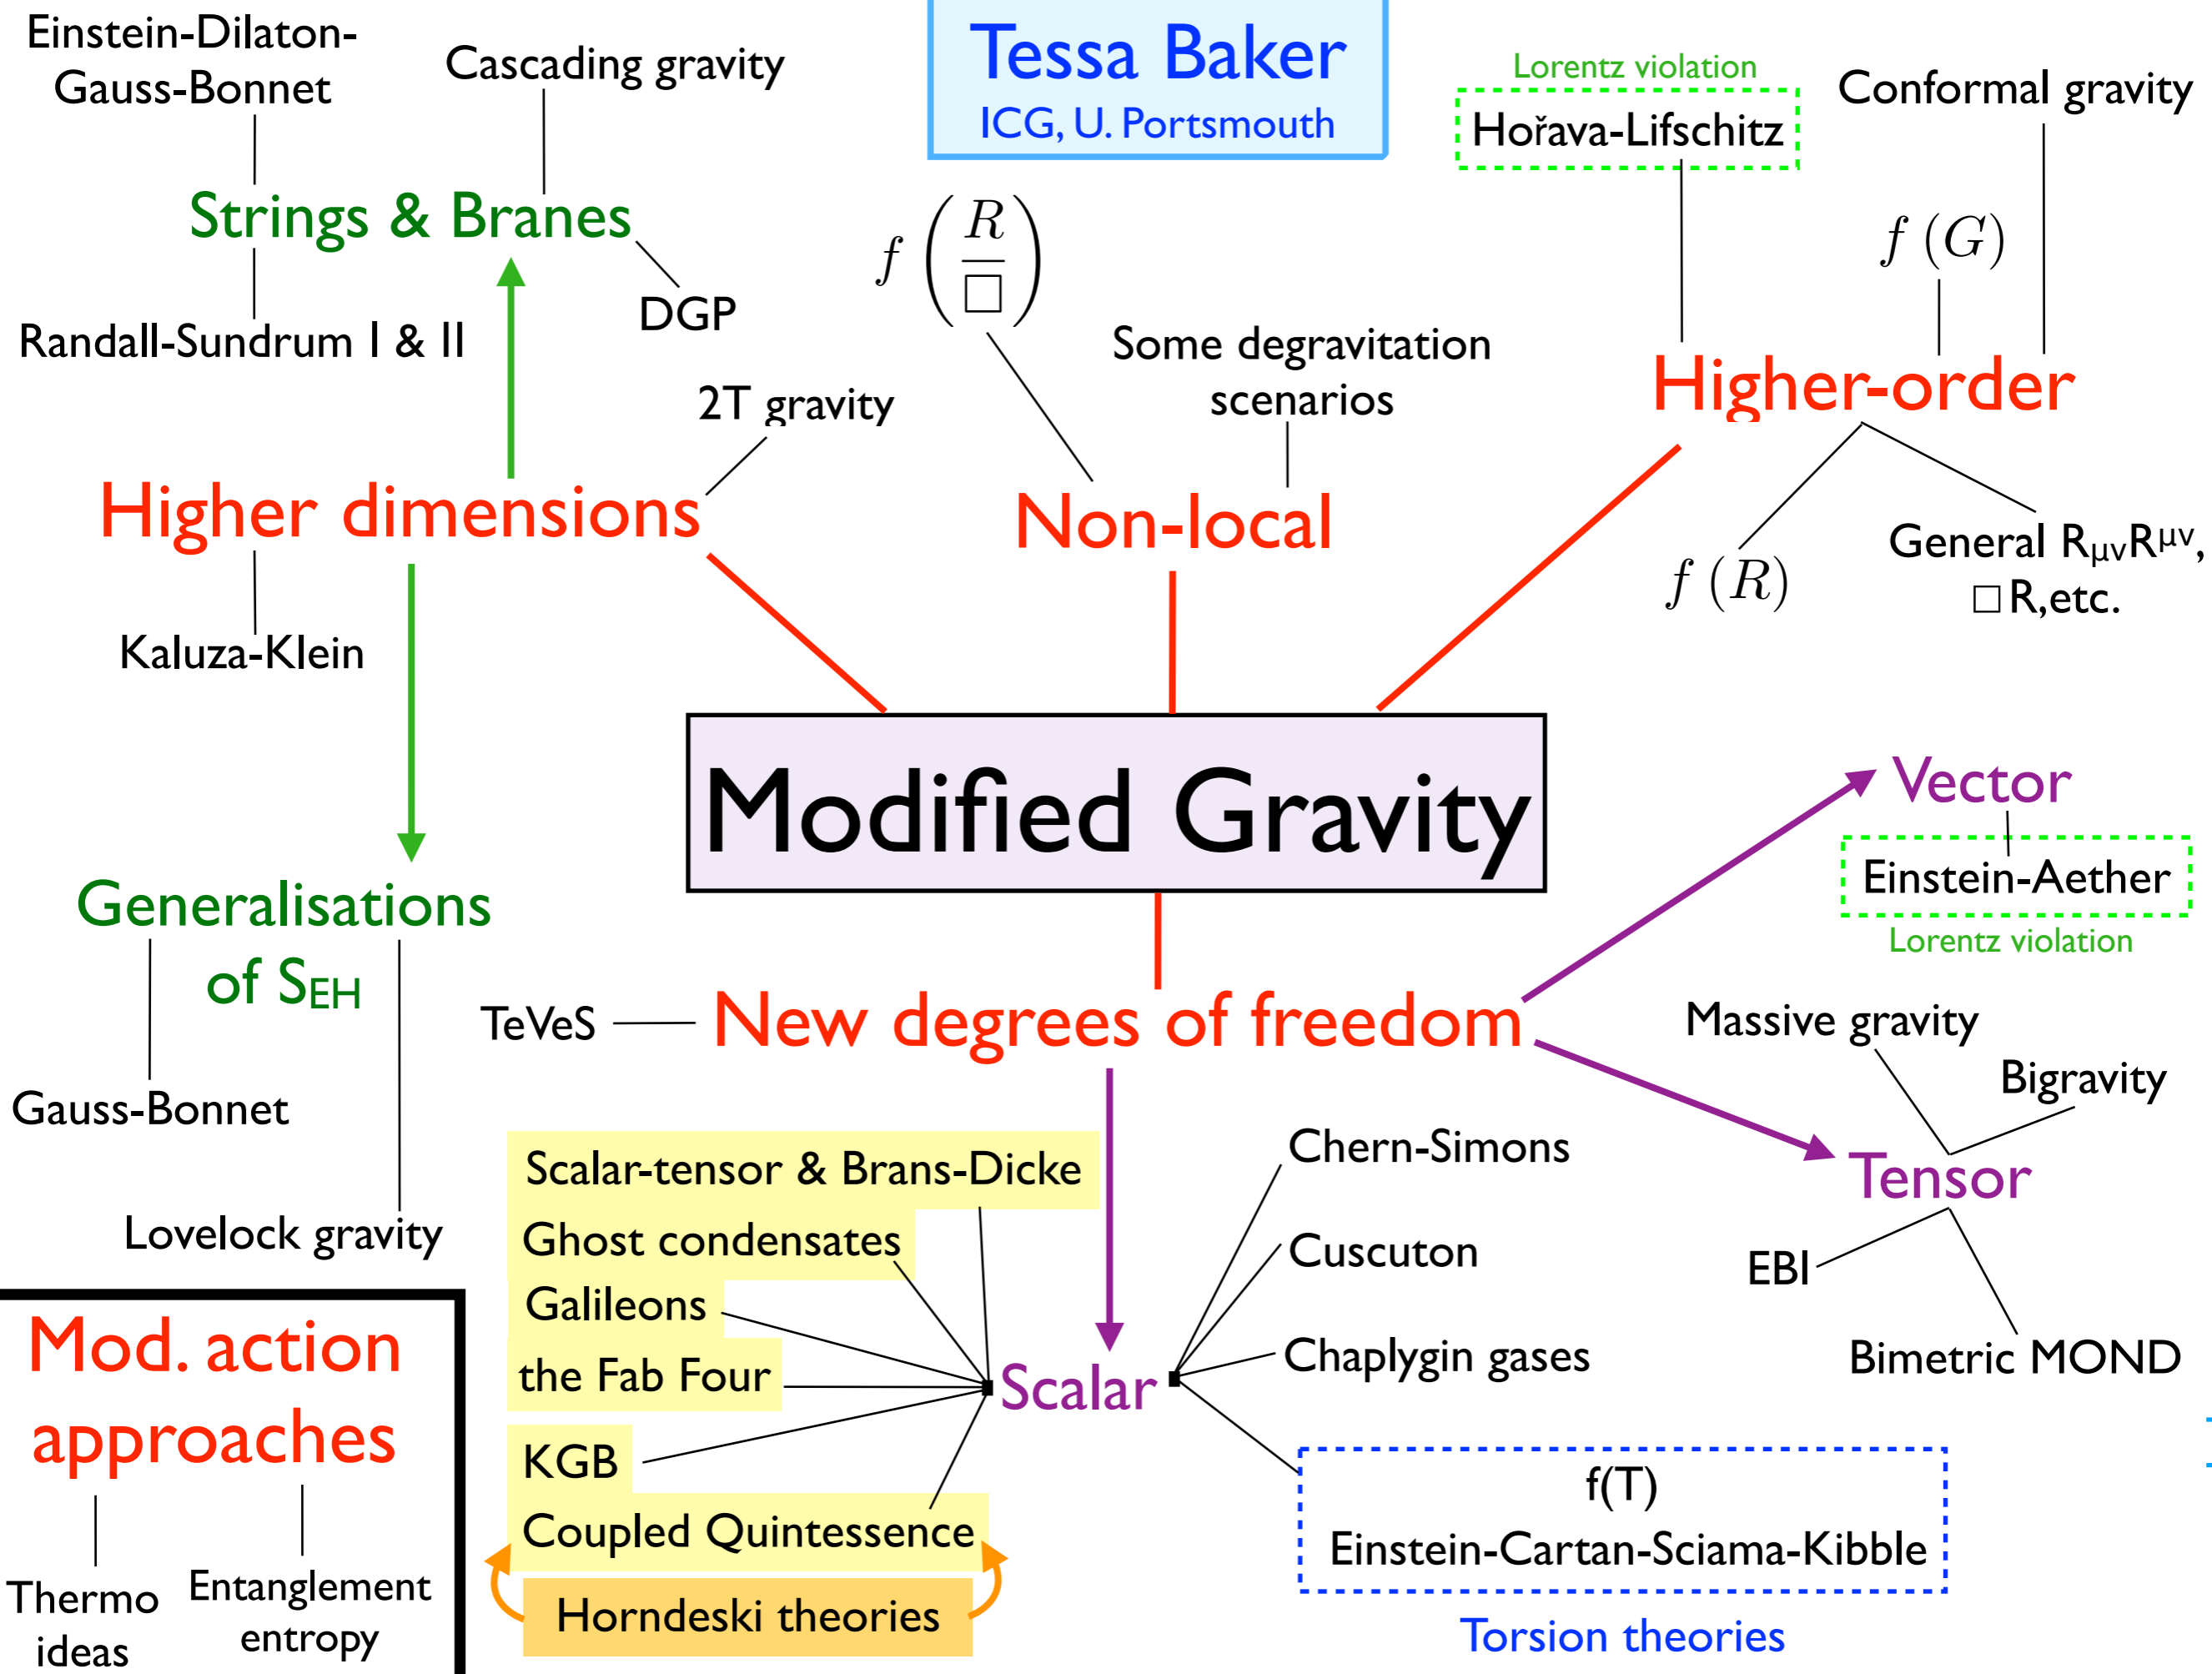 Tessa Baker
ICG, U. Portsmouth
Einstein-Dilaton-
Gauss-Bonnet
Cascading gravity
Strings & Branes
Randall-Sundrum I & II
DGP
2T gravity
Higher dimensions
Kaluza-Klein
Generalisations
of S_EH
Gauss-Bonnet
Lovelock gravity
f (R/□)
Some degravitation
scenarios
Non-local
Lorentz violation
Hořava-Lifschitz
Conformal gravity
f (G)
Higher-order
f (R)
General RμνR^μν,
□R,etc.
Modified Gravity
Vector
Einstein-Aether
Lorentz violation
TeVeS
New degrees of freedom
Massive gravity
Bigravity
Tensor
EBI
Bimetric MOND
Scalar-tensor & Brans-Dicke
Ghost condensates
Galileons
the Fab Four
KGB
Coupled Quintessence
Horndeski theories
Scalar
Chern-Simons
Cuscuton
Chaplygin gases
f(T)
Einstein-Cartan-Sciama-Kibble
Torsion theories
Mod. action
approaches
Thermo
ideas
Entanglement
entropy